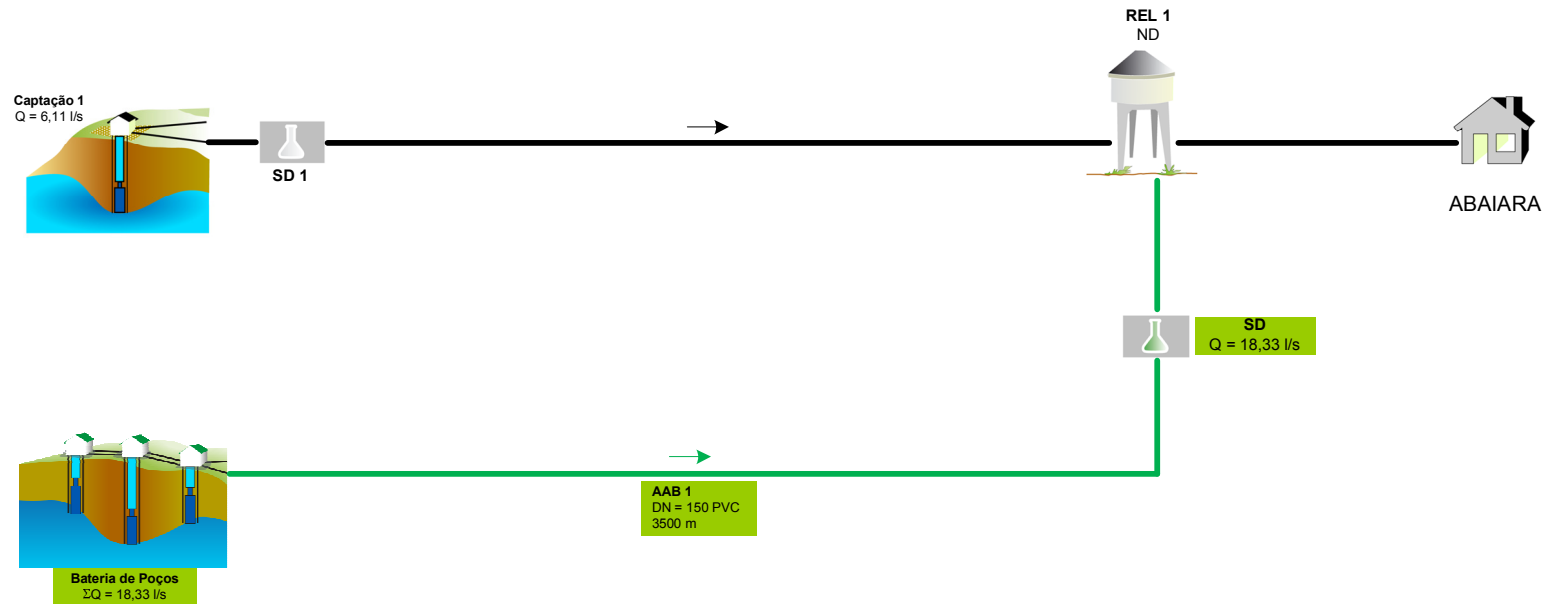 REL 1
ND
Captação 1
Q = 6,11 l/s
SD 1
ABAIARA
SD
Q = 18,33 l/s
AAB 1
DN = 150 PVC
3500 m
Bateria de Poços
ΣQ = 18,33 l/s